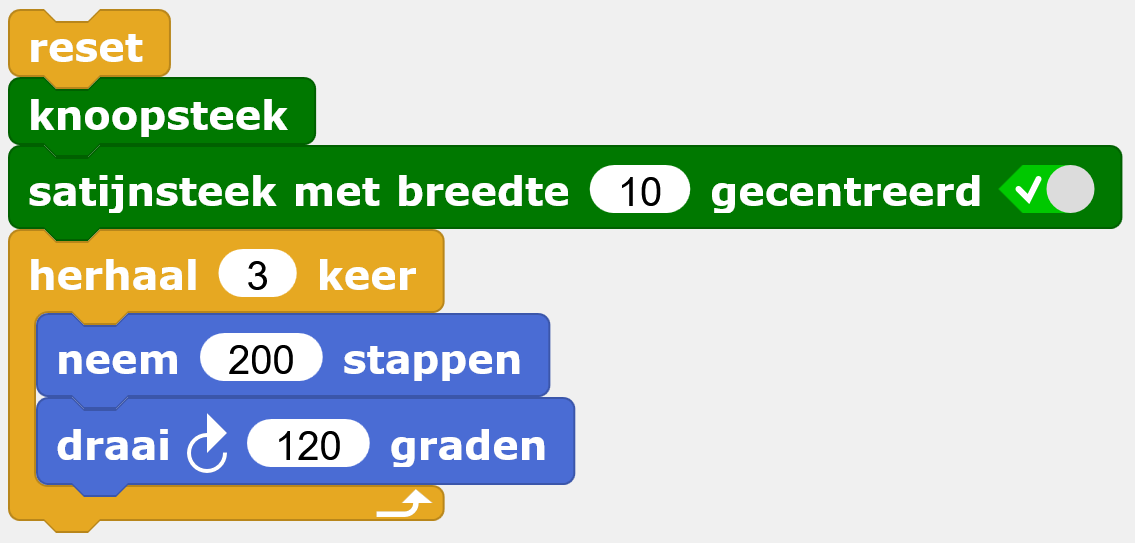 reset
knoopsteek
satijnsteek met breedte 10 gecentreerd
herhaal 3 keer
neem 200 stappen
draai 120 graden